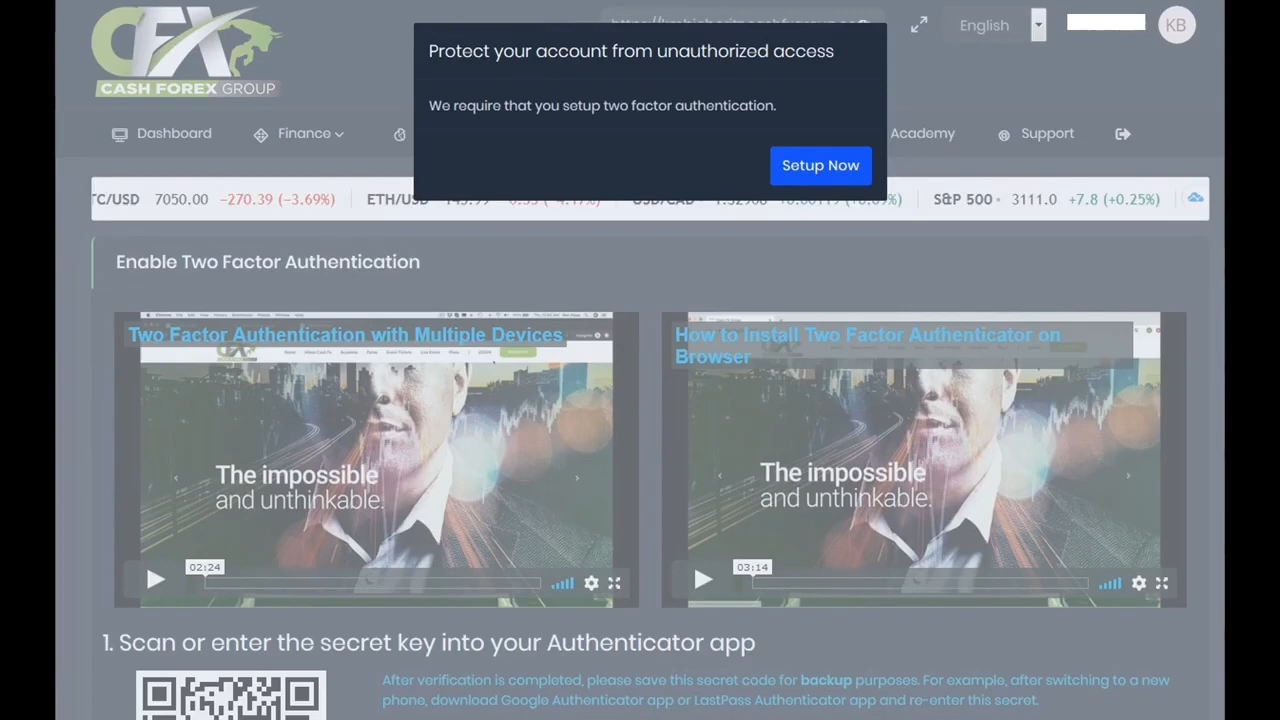 CFX
CASH FOREX GROUP
English
KB
Protect your account from unauthorized access
We require that you setup two factor authentication.
Setup Now
Dashboard
Finance
Academy
Support
TC/USD 7050.00 −270.39 (−3.69%)
ETH/USD
S&P 500 3111.0 +7.8 (+0.25%)
Enable Two Factor Authentication
Two Factor Authentication with Multiple Devices
The impossible
and unthinkable.
02:24
How to Install Two Factor Authenticator on
Browser
The impossible
and unthinkable.
03:14
1. Scan or enter the secret key into your Authenticator app
After verification is completed, please save this secret code for backup purposes. For example, after switching to a new
phone, download Google Authenticator app or LastPass Authenticator app and re-enter this secret.